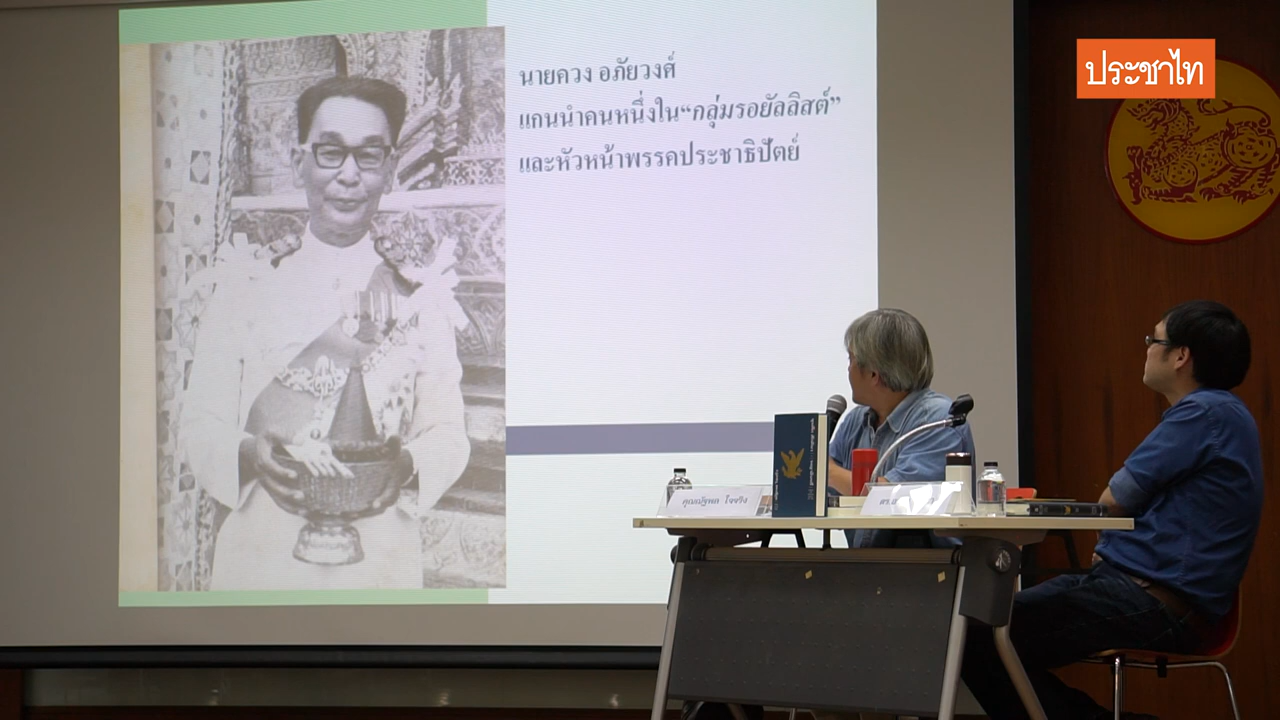 นายควง อภัยวงศ์
แกนนำคนหนึ่งใน“กลุ่มรอยัลลิสต์”
และหัวหน้าพรรคประชาธิปัตย์
ประชาไท
คุณณัฐพล ใจจริง